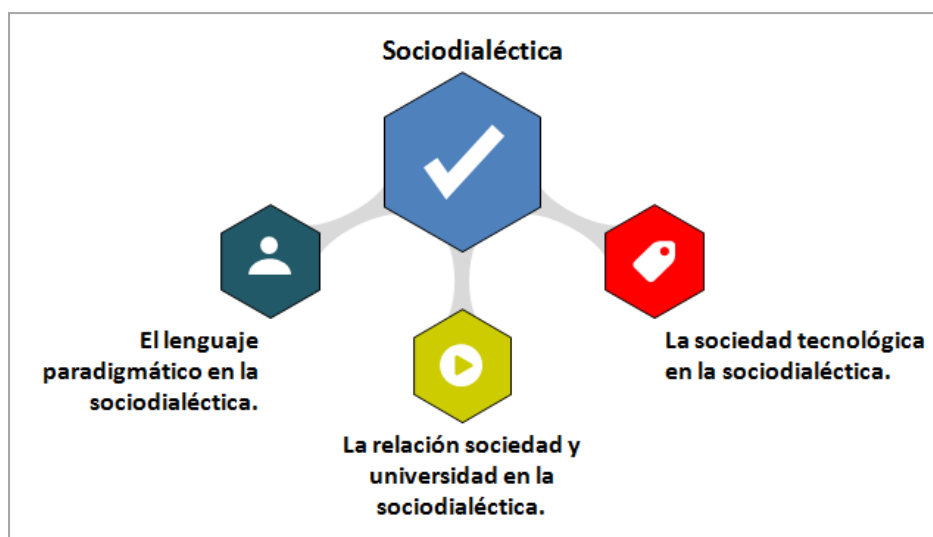 Sociodialéctica
El lenguaje
paradigmático en la
sociodialéctica.
La relación sociedad y
universidad en la
sociodialéctica.
La sociedad tecnológica
en la sociodialéctica.